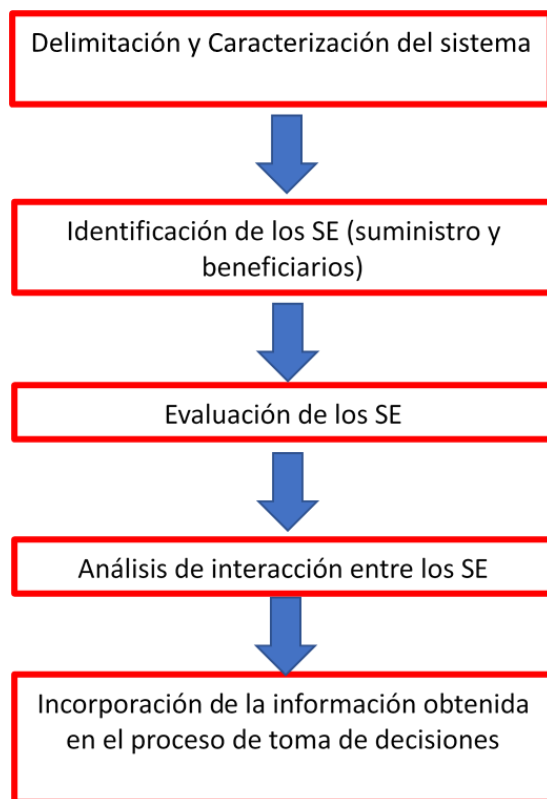 Delimitación y Caracterización del sistema
Identificación de los SE (suministro y
beneficiarios)
Evaluación de los SE
Análisis de interacción entre los SE
Incorporación de la información obtenida
en el proceso de toma de decisiones